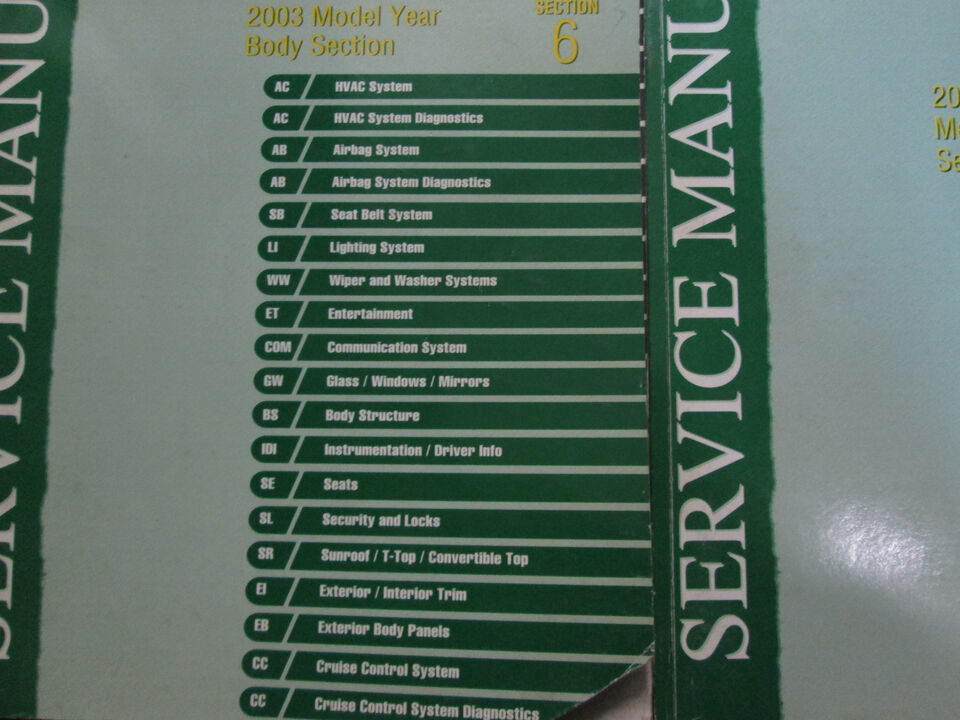 SERVICE MANU
2003 Model Year
Body Section
SECTION
6
AC / HVAC System
AC / HVAC System Diagnostics
AB / Airbag System
AB / Airbag System Diagnostics
SB / Seat Belt System
LI / Lighting System
WW / Wiper and Washer Systems
ET / Entertainment
COM / Communication System
GW / Glass / Windows / Mirrors
BS / Body Structure
IDI / Instrumentation / Driver Info
SE / Seats
SL / Security and Locks
SR / Sunroof / T-Top / Convertible Top
EI / Exterior / Interior Trim
EB / Exterior Body Panels
CC / Cruise Control System
CC / Cruise Control System Diagnostics
SERVICE MANU
20
Mo
Se